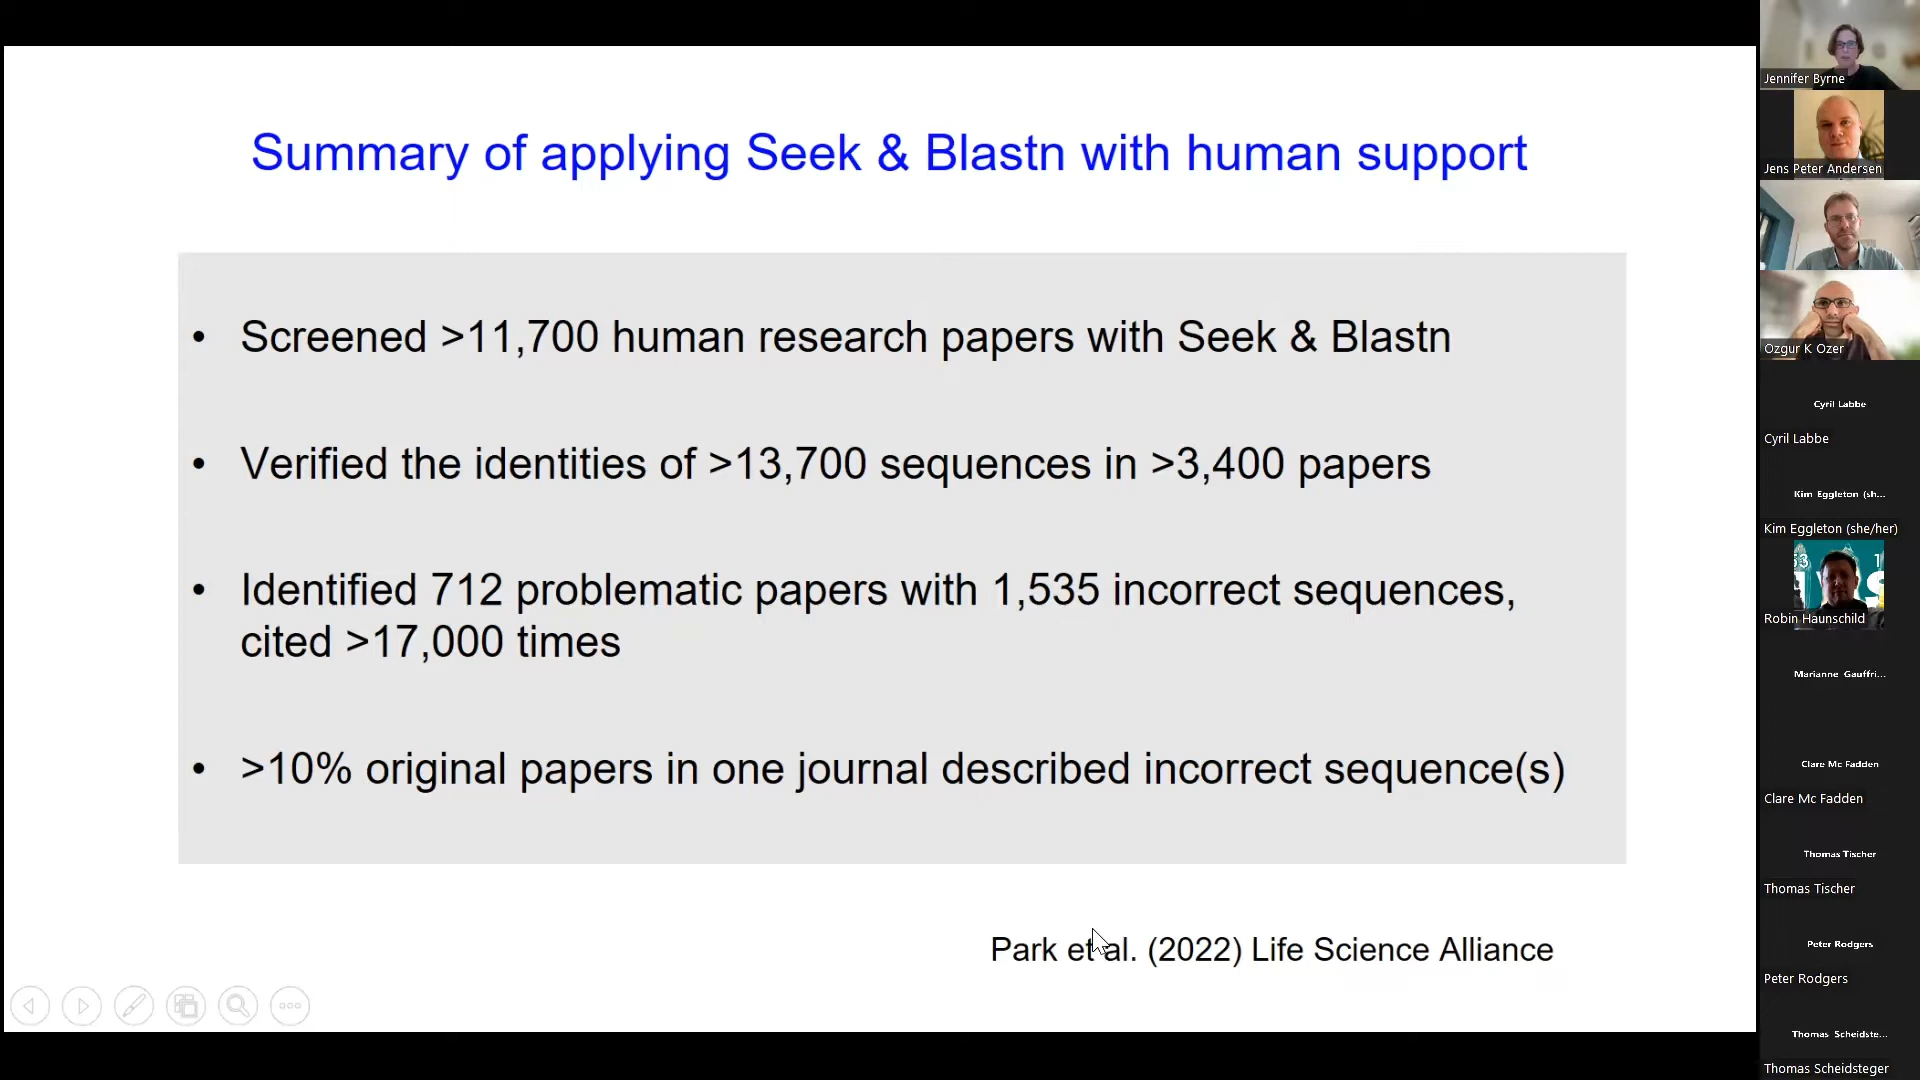 Summary of applying Seek & Blastn with human support
• Screened >11,700 human research papers with Seek & Blastn
• Verified the identities of >13,700 sequences in >3,400 papers
• Identified 712 problematic papers with 1,535 incorrect sequences,
cited >17,000 times
• >10% original papers in one journal described incorrect sequence(s)
Park et al. (2022) Life Science Alliance
Jennifer Byrne
Jens Peter Andersen
Ozgur K Ozer
Cyril Labbe
Cyril Labbe
Kim Eggleton (sh...
Kim Eggleton (she/her)
Robin Haunschild
Marianne Gauffri...
Clare Mc Fadden
Clare Mc Fadden
Thomas Tischer
Thomas Tischer
Peter Rodgers
Peter Rodgers
Thomas Scheidste...
Thomas Scheidsteger